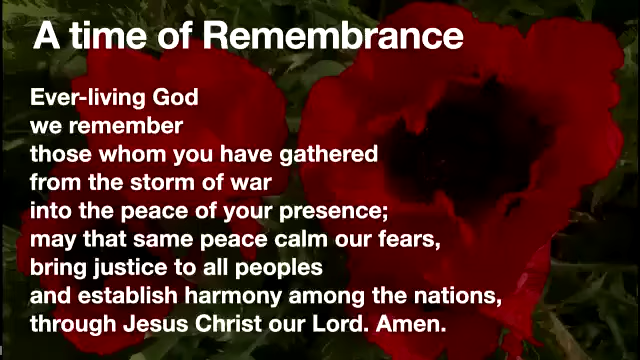 A time of Remembrance
Ever-living God
we remember
those whom you have gathered
from the storm of war
into the peace of your presence;
may that same peace calm our fears,
bring justice to all peoples
and establish harmony among the nations,
through Jesus Christ our Lord. Amen.